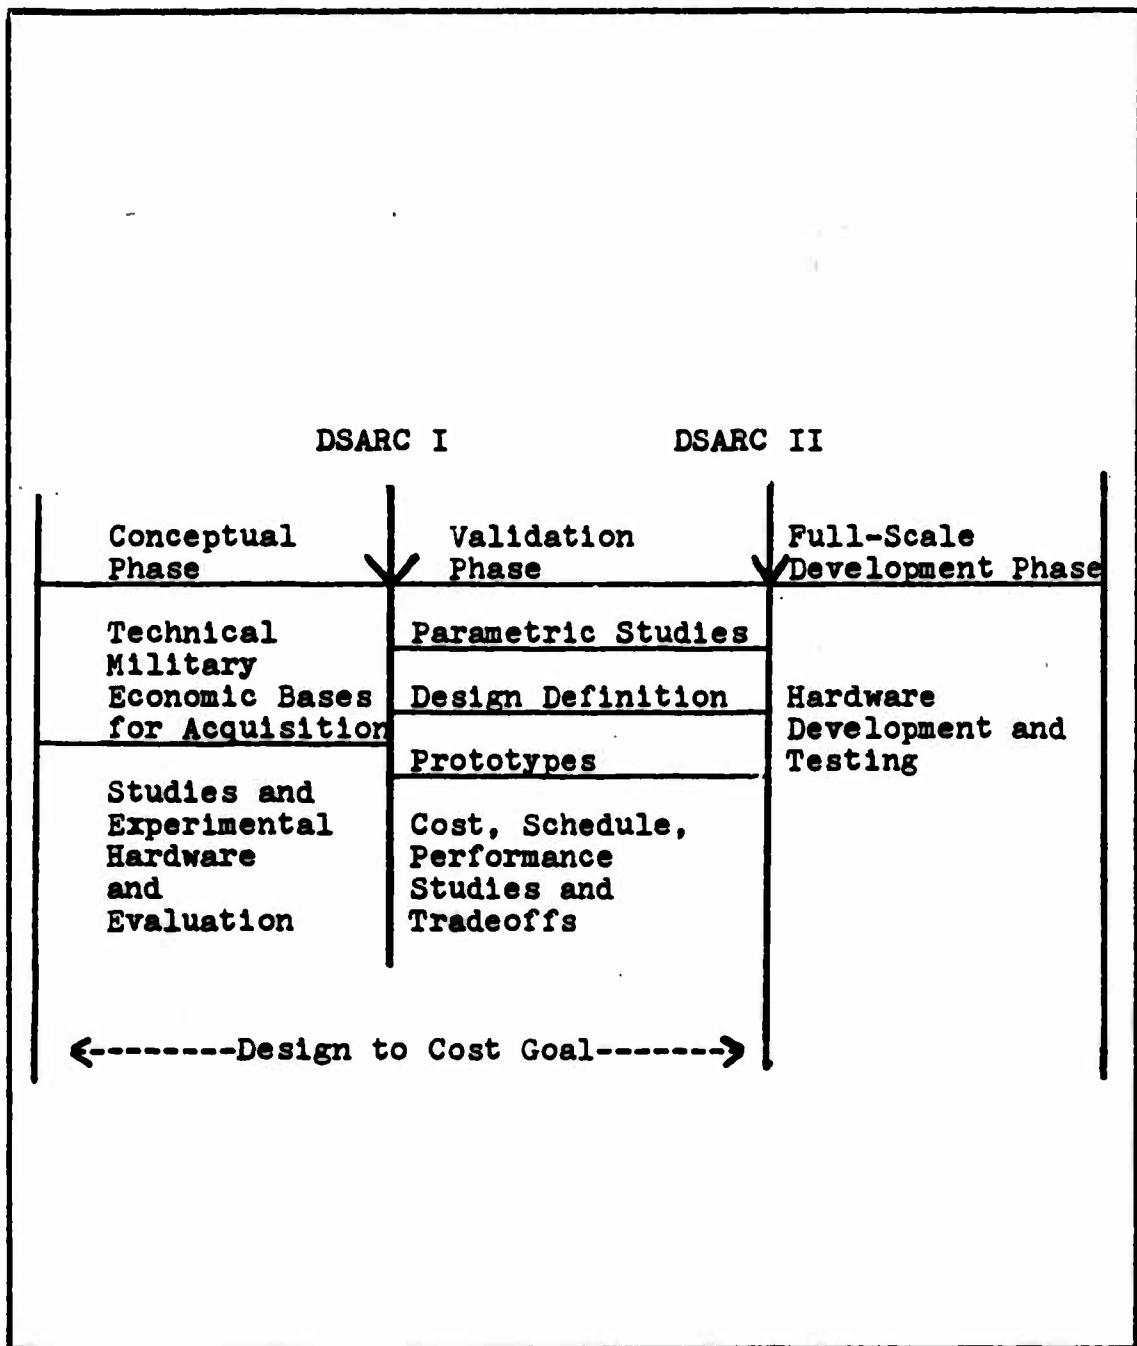 DSARC I
DSARC II
Conceptual
Phase
Validation
Phase
Full-Scale
Development Phase
Technical
Military
Economic Bases
for Acquisition
Studies and
Experimental
Hardware
and
Evaluation
Parametric Studies
Design Definition
Prototypes
Cost, Schedule,
Performance
Studies and
Tradeoffs
Hardware
Development and
Testing
<---------Design to Cost Goal------->